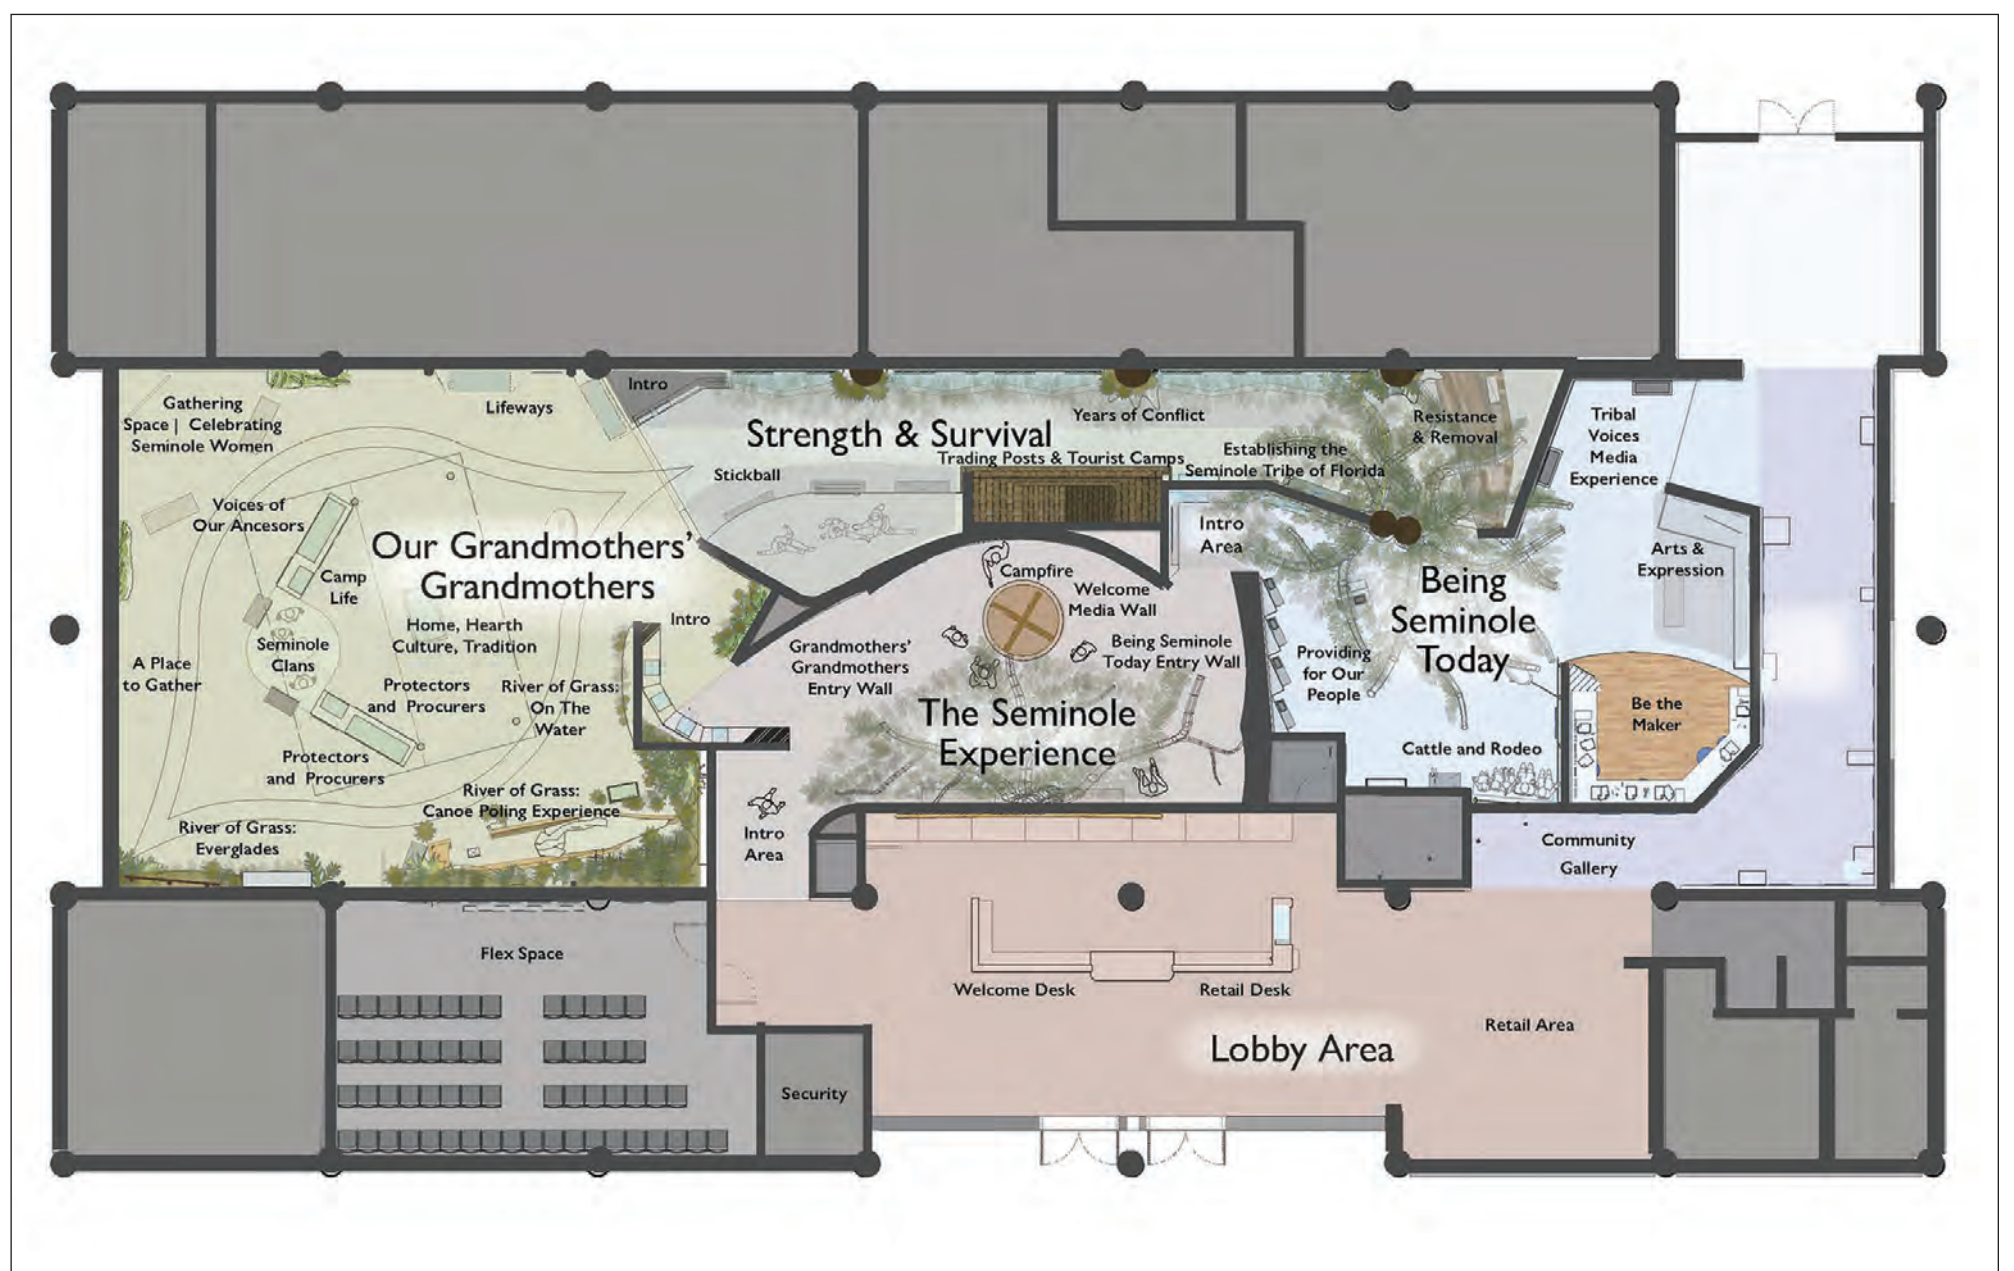 Intro
Lifeways
Gathering
Space | Celebrating
Seminole Women
Strength & Survival
Years of Conflict
Resistance
& Removal
Tribal
Voices
Media
Experience
Trading Posts & Tourist Camps
Establishing the
Seminole Tribe of Florida
Stickball
Voices of
Our Ancesors
Our Grandmothers'
Grandmothers
Intro
Area
Arts &
Expression
Camp
Life
Campfire
Welcome
Media Wall
Being
Seminole
Today
Home, Hearth
Culture, Tradition
Intro
Seminole
Clans
Grandmothers'
Grandmothers
Entry Wall
Being Seminole
Today Entry Wall
Providing
for Our
People
A Place
to Gather
Protectors
and Procurers
River of Grass:
On The
Water
The Seminole
Experience
Be the
Maker
Protectors
and Procurers
Cattle and Rodeo
River of Grass:
Canoe Poling Experience
River of Grass:
Everglades
Intro
Area
Community
Gallery
Flex Space
Welcome Desk
Retail Desk
Lobby Area
Retail Area
Security